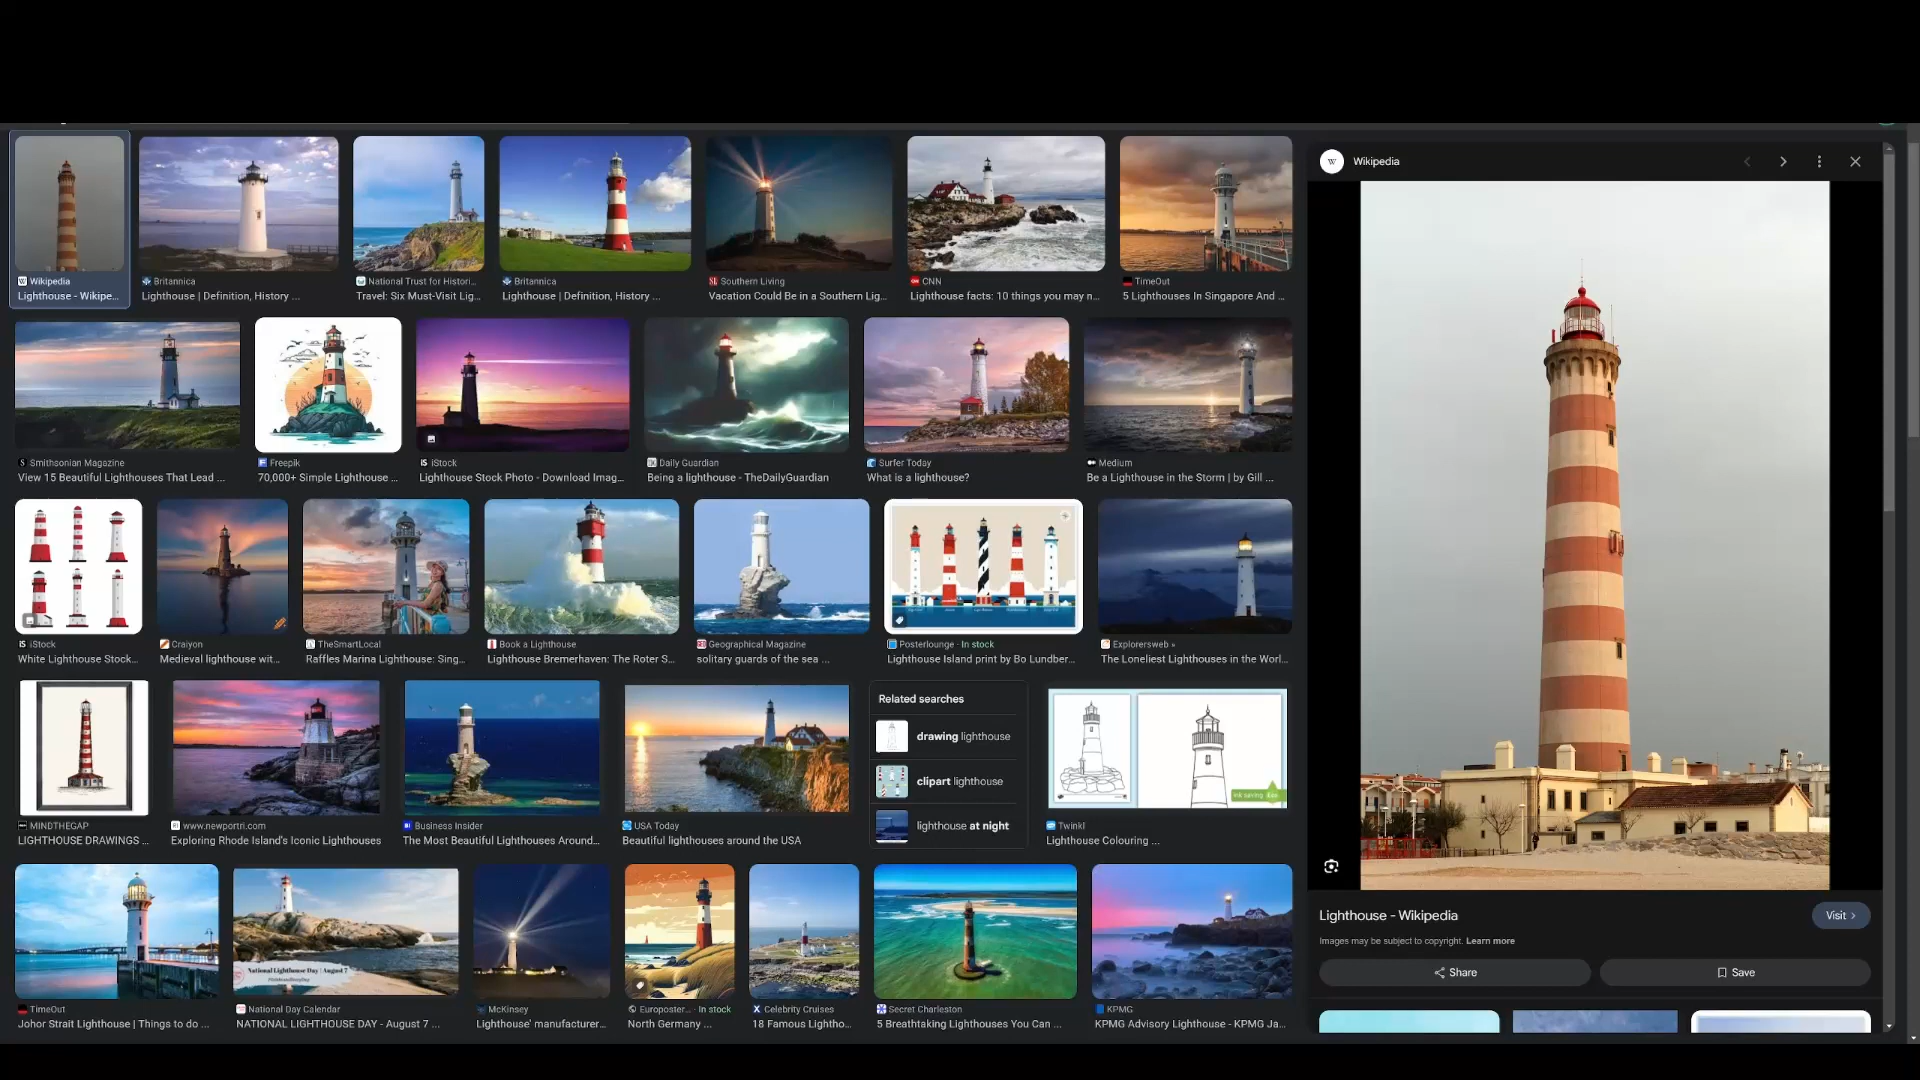 Wikipedia
Lighthouse - Wikipe...
Britannica
Lighthouse | Definition, History ...
National Trust for Histori...
Travel: Six Must-Visit Lig...
Britannica
Lighthouse | Definition, History ...
Southern Living
Vacation Could Be in a Southern Lig...
CNN
Lighthouse facts: 10 things you may n...
TimeOut
5 Lighthouses In Singapore And ...
Smithsonian Magazine
View 15 Beautiful Lighthouses That Lead ...
Freepik
70,000+ Simple Lighthouse ...
iStock
Lighthouse Stock Photo - Download Imag...
Daily Guardian
Being a lighthouse - TheDailyGuardian
Surfer Today
What is a lighthouse?
Medium
Be a Lighthouse in the Storm | by Gill ...
iStock
White Lighthouse Stock...
Craiyon
Medieval lighthouse wit...
TheSmartLocal
Raffles Marina Lighthouse: Sing...
Book a Lighthouse
Lighthouse Bremerhaven: The Roter S...
Geographical Magazine
solitary guards of the sea ...
Posterlounge · In stock
Lighthouse Island print by Bo Lundber...
Explorersweb »
The Loneliest Lighthouses in the Worl...
MINDTHEGAP
LIGHTHOUSE DRAWINGS ...
www.newportri.com
Exploring Rhode Island's Iconic Lighthouses
Business Insider
The Most Beautiful Lighthouses Around...
USA Today
Beautiful lighthouses around the USA
Related searches
drawing lighthouse
clipart lighthouse
lighthouse at night
Twinkl
Lighthouse Colouring ...
TimeOut
Johor Strait Lighthouse | Things to do ...
National Lighthouse Day | August 7
National Day Calendar
NATIONAL LIGHTHOUSE DAY - August 7 ...
McKinsey
Lighthouse' manufacturer...
Europoster... · In stock
North Germany ...
Celebrity Cruises
18 Famous Lightho...
Secret Charleston
5 Breathtaking Lighthouses You Can ...
KPMG
KPMG Advisory Lighthouse - KPMG Ja...
W Wikipedia
Lighthouse - Wikipedia
Visit
Images may be subject to copyright. Learn more
Share
Save